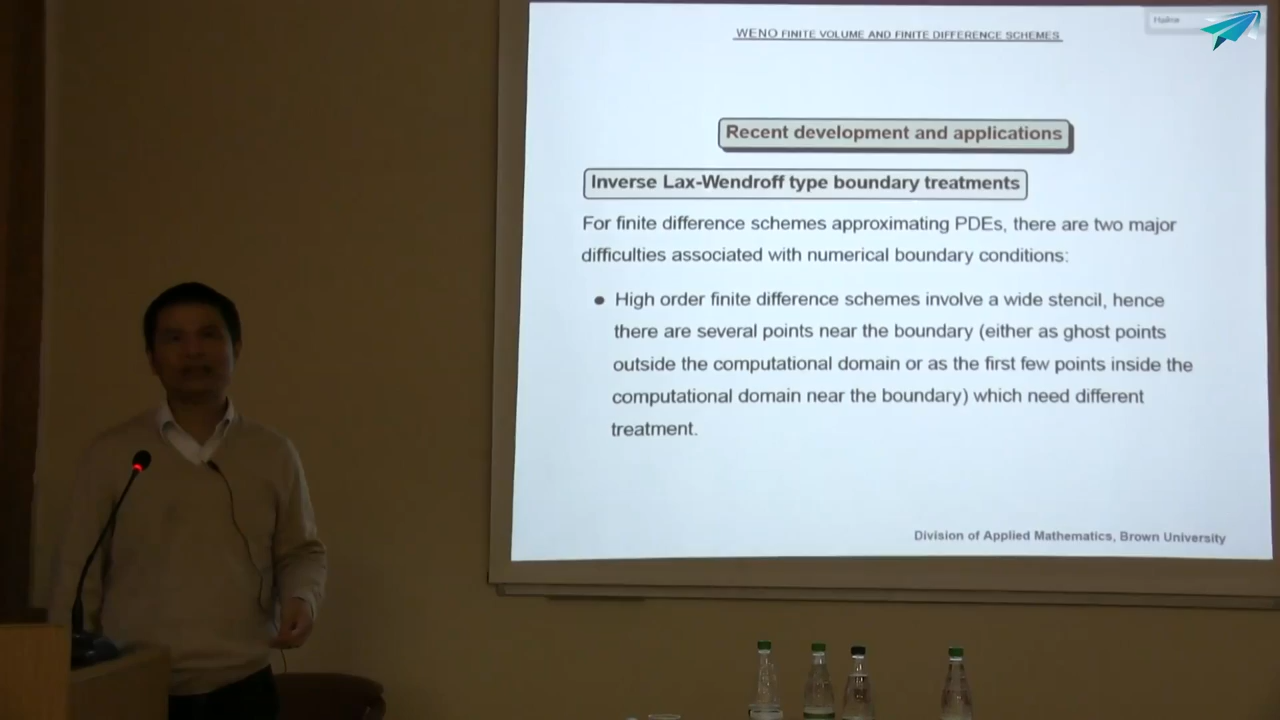 WENO FINITE VOLUME AND FINITE DIFFERENCE SCHEMES
Recent development and applications
Inverse Lax-Wendroff type boundary treatments
For finite difference schemes approximating PDEs, there are two major
difficulties associated with numerical boundary conditions:
● High order finite difference schemes involve a wide stencil, hence
there are several points near the boundary (either as ghost points
outside the computational domain or as the first few points inside the
computational domain near the boundary) which need different
treatment.
Division of Applied Mathematics, Brown University